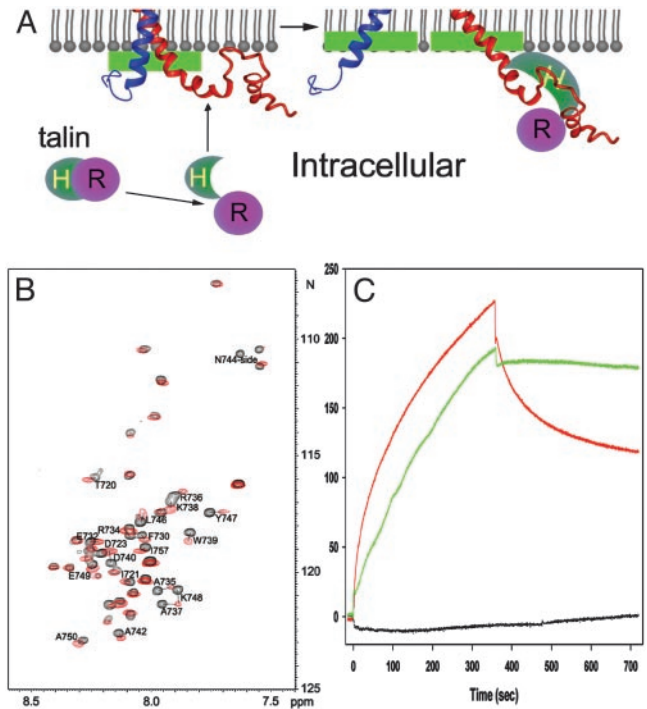 A
talin
H R
H
R
Intracellular
H
R
B
N
N744-side
110
115
120
125
T720
R736
K738
L746
Y747
R734
F730
E732
W739
D723
I757
D740
E749
I721
A735
K748
A737
A750
A742
8.5 8.0 7.5
ppm
C
250
200
150
100
50
0
0 100 200 300 400 500 600 700
Time (sec)